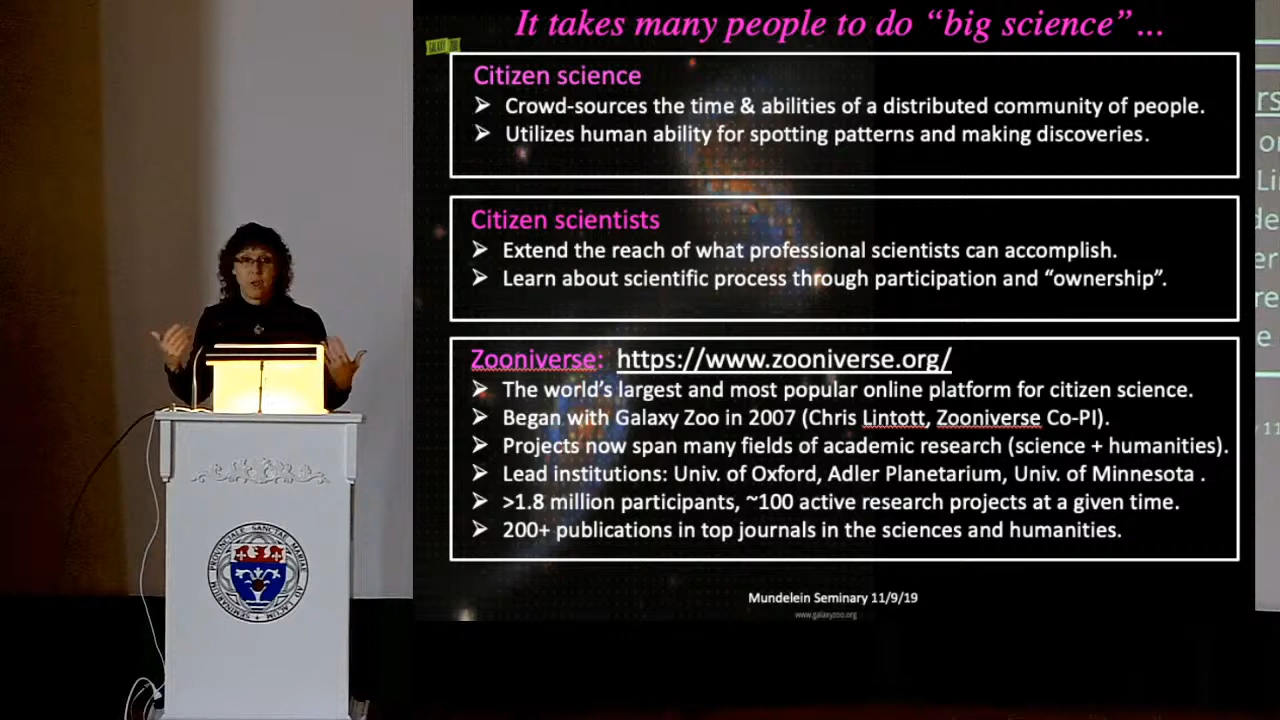 It takes many people to do “big science”...
GALAXY ZOO
Citizen science
➢ Crowd-sources the time & abilities of a distributed community of people.
➢ Utilizes human ability for spotting patterns and making discoveries.
Citizen scientists
➢ Extend the reach of what professional scientists can accomplish.
➢ Learn about scientific process through participation and “ownership”.
Zooniverse: https://www.zooniverse.org/
➢ The world’s largest and most popular online platform for citizen science.
➢ Began with Galaxy Zoo in 2007 (Chris Lintott, Zooniverse Co-PI).
➢ Projects now span many fields of academic research (science + humanities).
➢ Lead institutions: Univ. of Oxford, Adler Planetarium, Univ. of Minnesota .
➢ >1.8 million participants, ~100 active research projects at a given time.
➢ 200+ publications in top journals in the sciences and humanities.
Mundelein Seminary 11/9/19
www.galaxyzoo.org